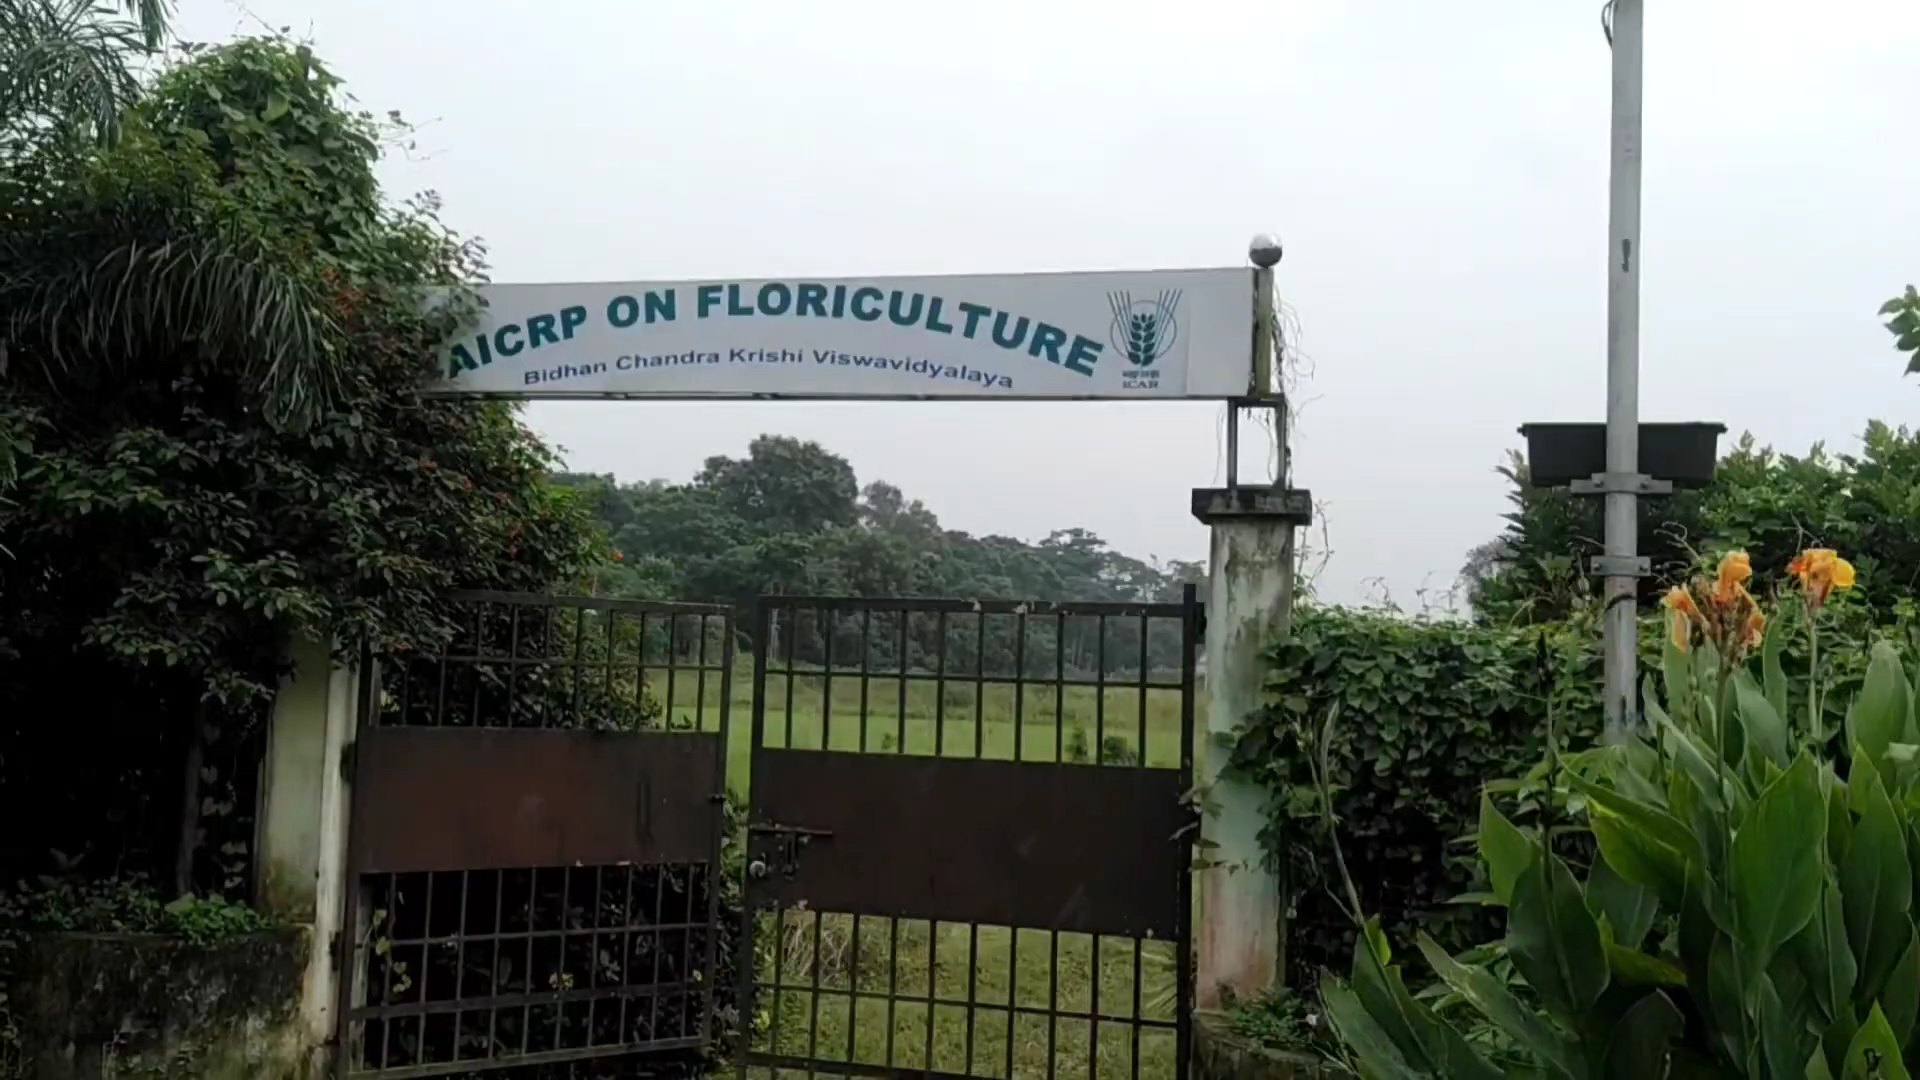 AICRP ON FLORICULTURE
Bidhan Chandra Krishi Viswavidyalaya
ICAR